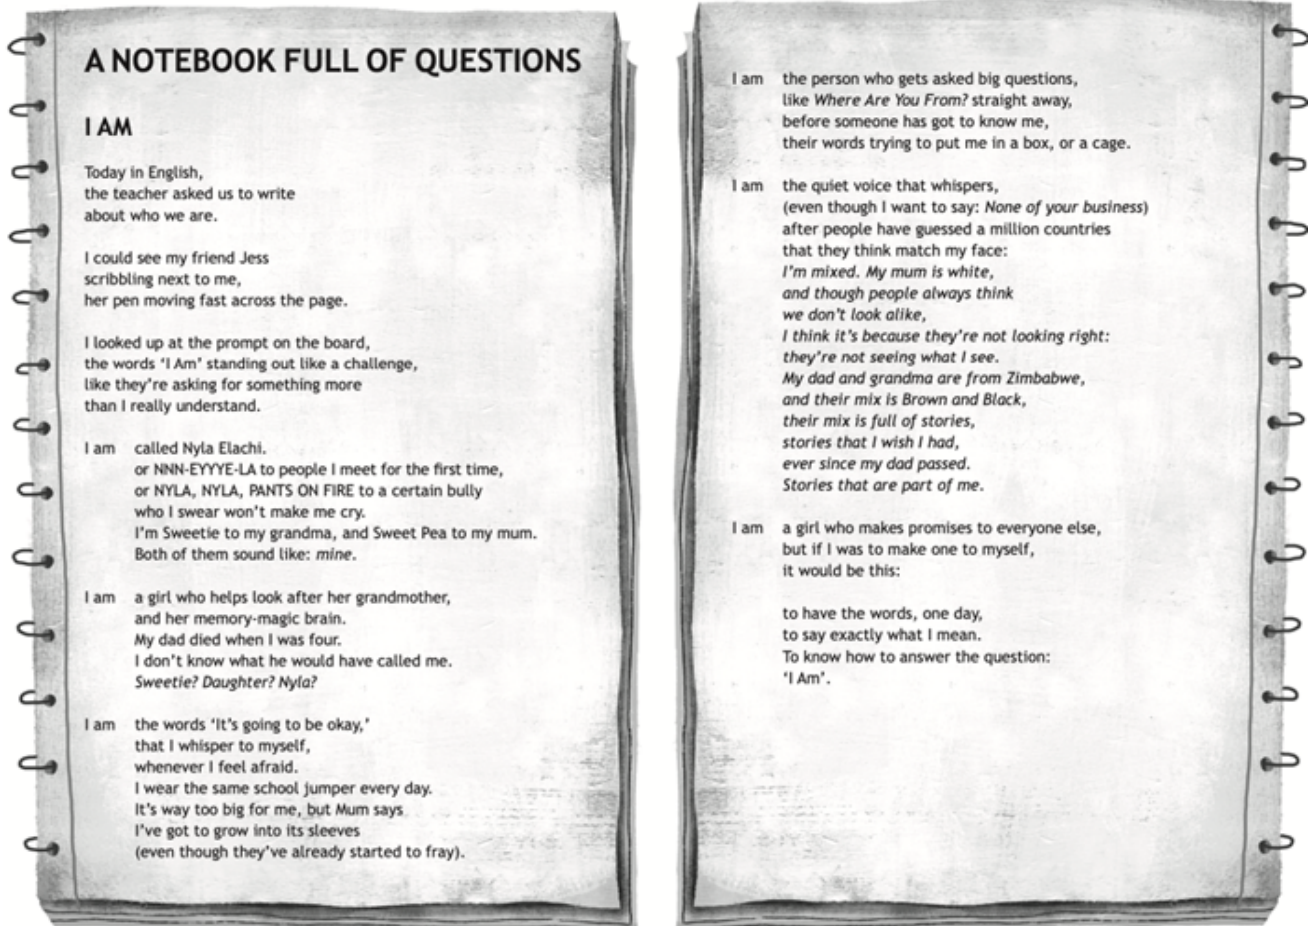 A NOTEBOOK FULL OF QUESTIONS
I AM
Today in English,
the teacher asked us to write
about who we are.
I could see my friend Jess
scribbling next to me,
her pen moving fast across the page.
I looked up at the prompt on the board,
the words ‘I Am’ standing out like a challenge,
like they’re asking for something more
than I really understand.
I am called Nyla Elachi.
or NNN-EYYYE-LA to people I meet for the first time,
or NYLA, NYLA, PANTS ON FIRE to a certain bully
who I swear won’t make me cry.
I’m Sweetie to my grandma, and Sweet Pea to my mum.
Both of them sound like: mine.
I am a girl who helps look after her grandmother,
and her memory-magic brain.
My dad died when I was four.
I don’t know what he would have called me.
Sweetie? Daughter? Nyla?
I am the words ‘It’s going to be okay,’
that I whisper to myself,
whenever I feel afraid.
I wear the same school jumper every day.
It’s way too big for me, but Mum says
I’ve got to grow into its sleeves
(even though they’ve already started to fray).
I am the person who gets asked big questions,
like Where Are You From? straight away,
before someone has got to know me,
their words trying to put me in a box, or a cage.
I am the quiet voice that whispers,
(even though I want to say: None of your business)
after people have guessed a million countries
that they think match my face:
I’m mixed. My mum is white,
and though people always think
we don’t look alike,
I think it’s because they’re not looking right:
they’re not seeing what I see.
My dad and grandma are from Zimbabwe,
and their mix is Brown and Black,
their mix is full of stories,
stories that I wish I had,
ever since my dad passed.
Stories that are part of me.
I am a girl who makes promises to everyone else,
but if I was to make one to myself,
it would be this:
to have the words, one day,
to say exactly what I mean.
To know how to answer the question:
‘I Am’.